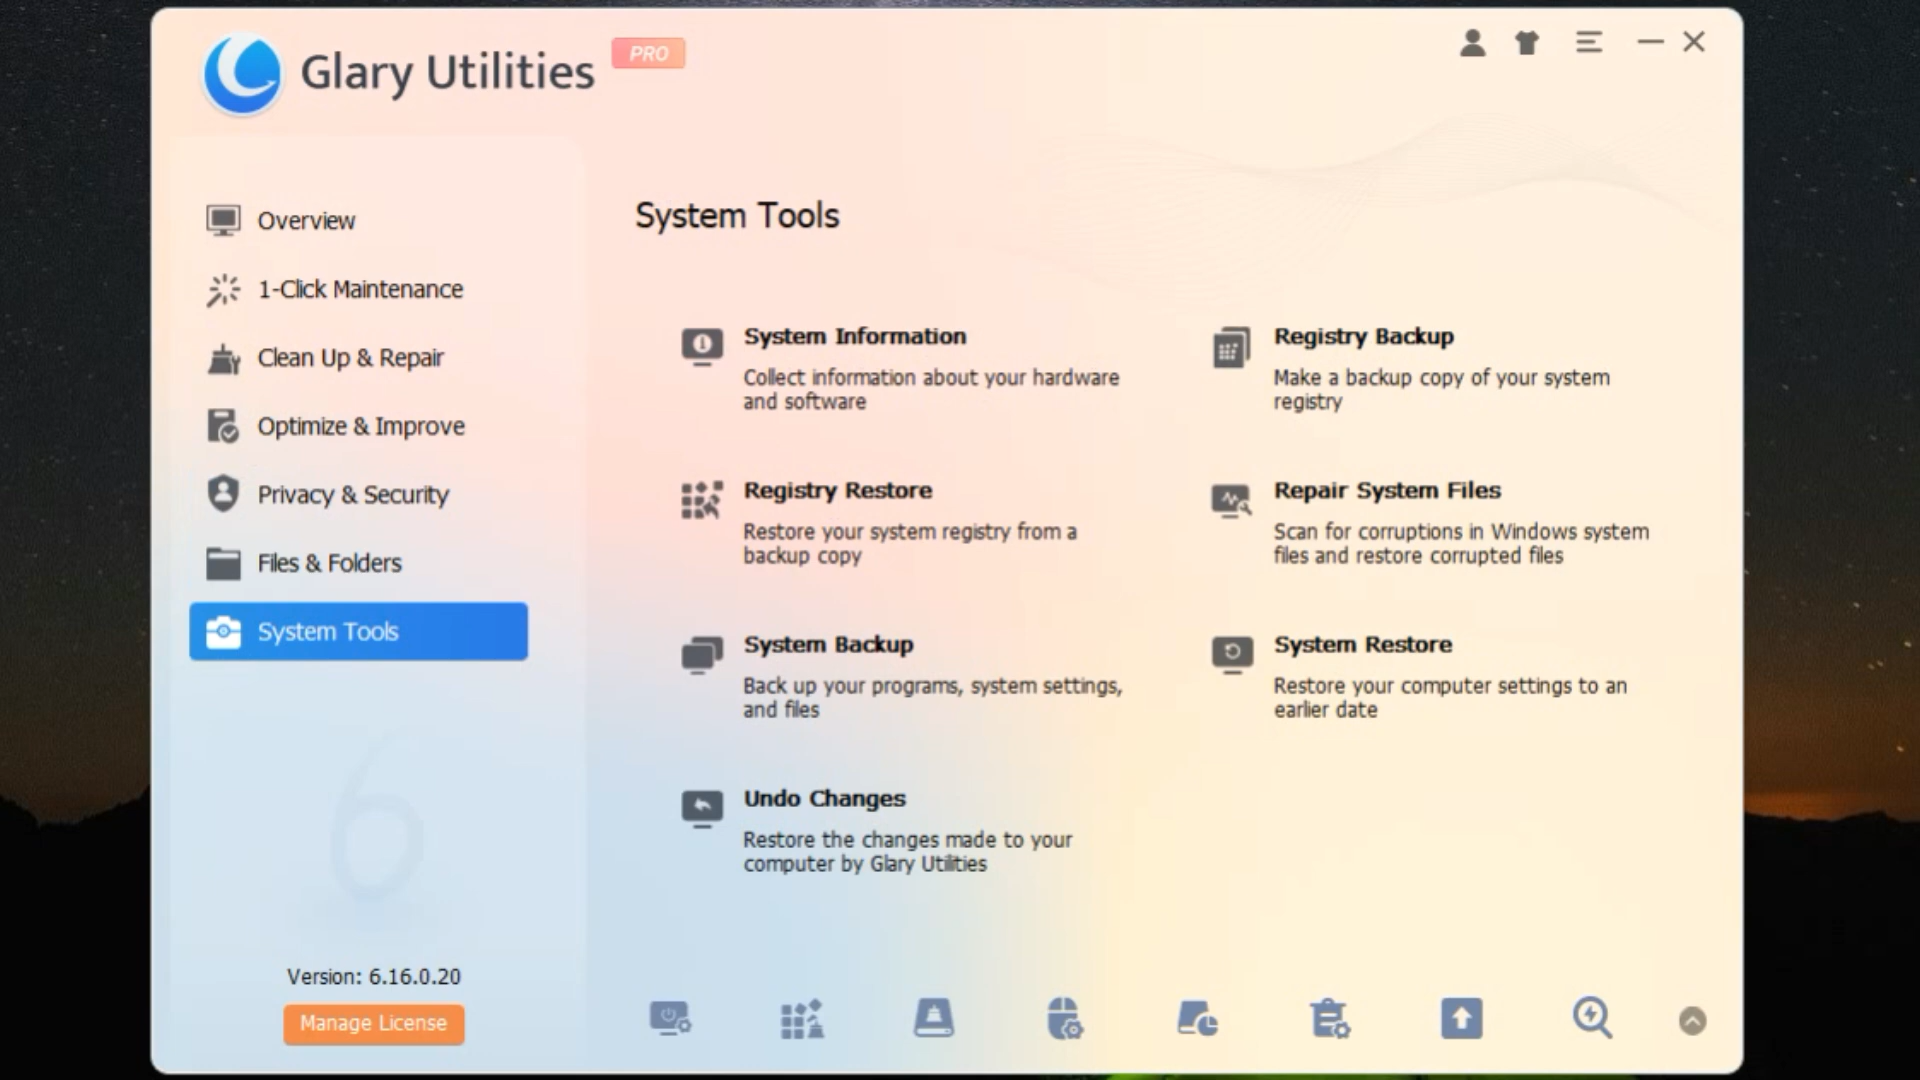 Glary Utilities PRO
Overview
1-Click Maintenance
Clean Up & Repair
Optimize & Improve
Privacy & Security
Files & Folders
System Tools
6
Version: 6.16.0.20
Manage License
System Tools
System Information
Collect information about your hardware
and software
Registry Backup
Make a backup copy of your system
registry
Registry Restore
Restore your system registry from a
backup copy
Repair System Files
Scan for corruptions in Windows system
files and restore corrupted files
System Backup
Back up your programs, system settings,
and files
System Restore
Restore your computer settings to an
earlier date
Undo Changes
Restore the changes made to your
computer by Glary Utilities